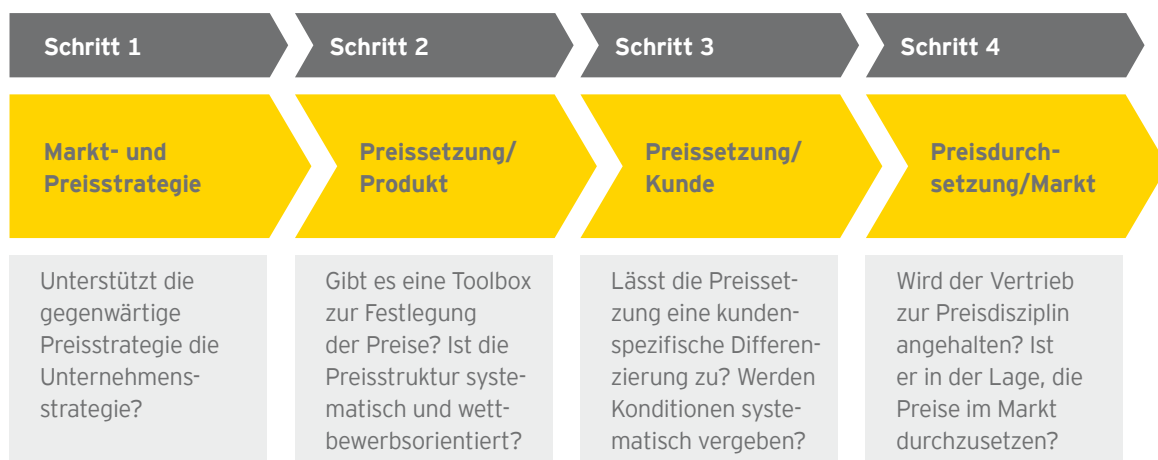 Schritt 1
Schritt 2
Schritt 3
Schritt 4
Markt- und
Preisstrategie
Preissetzung/
Produkt
Preissetzung/
Kunde
Preisdurch-
setzung/Markt
Unterstützt die
gegenwärtige
Preisstrategie die
Unternehmens-
strategie?
Gibt es eine Toolbox
zur Festlegung
der Preise? Ist die
Preisstruktur syste-
matisch und wett-
bewerbsorientiert?
Lässt die Preisset-
zung eine kunden-
spezifische Differen-
zierung zu? Werden
Konditionen syste-
matisch vergeben?
Wird der Vertrieb
zur Preisdisziplin
angehalten? Ist
er in der Lage, die
Preise im Markt
durchzusetzen?